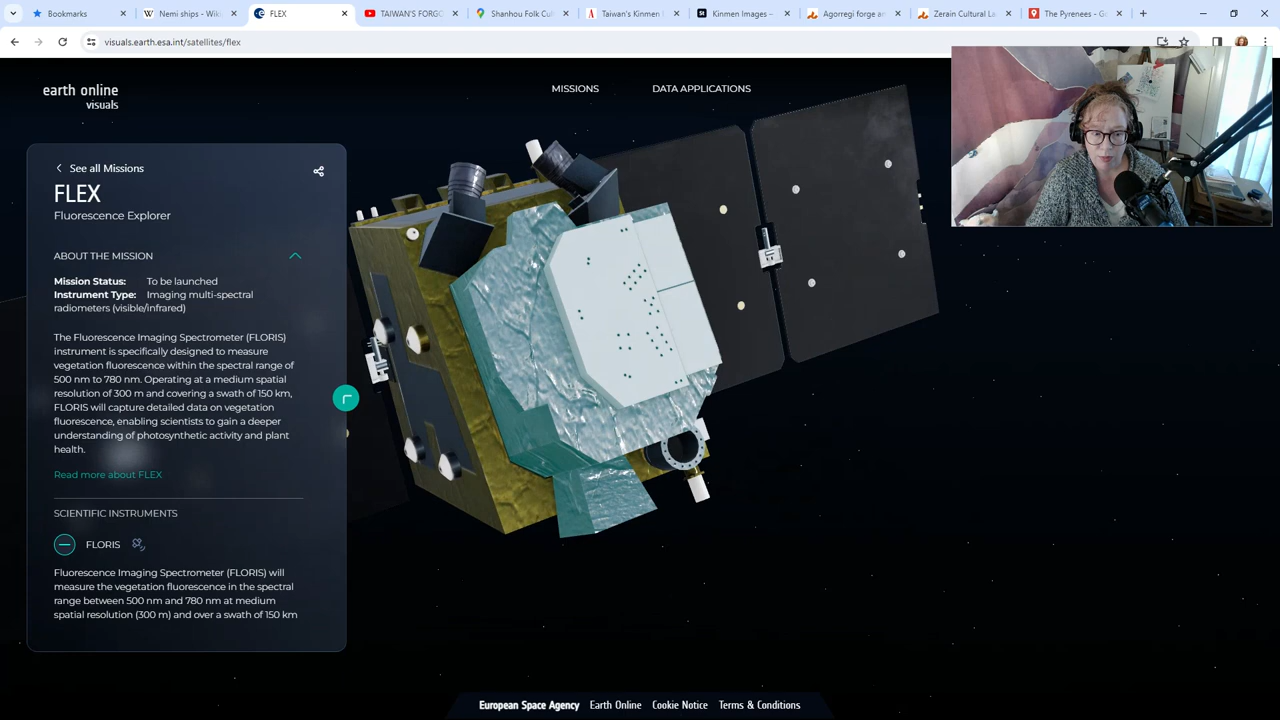 Bookmarks
Nemi ships - Wiki
FLEX
TAIWAN'S FORGO
Shanhou Folk Cul
Taiwan's Kinmen I
Kinmen Images –
Agorregi forge an
Zerain Cultural La
The Pyrenees - G
visuals.earth.esa.int/satellites/flex
earth online
visuals
MISSIONS
DATA APPLICATIONS
See all Missions
FLEX
Fluorescence Explorer
ABOUT THE MISSION
Mission Status: To be launched
Instrument Type: Imaging multi-spectral
radiometers (visible/infrared)
The Fluorescence Imaging Spectrometer (FLORIS)
instrument is specifically designed to measure
vegetation fluorescence within the spectral range of
500 nm to 780 nm. Operating at a medium spatial
resolution of 300 m and covering a swath of 150 km,
FLORIS will capture detailed data on vegetation
fluorescence, enabling scientists to gain a deeper
understanding of photosynthetic activity and plant
health.
Read more about FLEX
SCIENTIFIC INSTRUMENTS
FLORIS
Fluorescence Imaging Spectrometer (FLORIS) will
measure the vegetation fluorescence in the spectral
range between 500 nm and 780 nm at medium
spatial resolution (300 m) and over a swath of 150 km
European Space Agency
Earth Online
Cookie Notice
Terms & Conditions